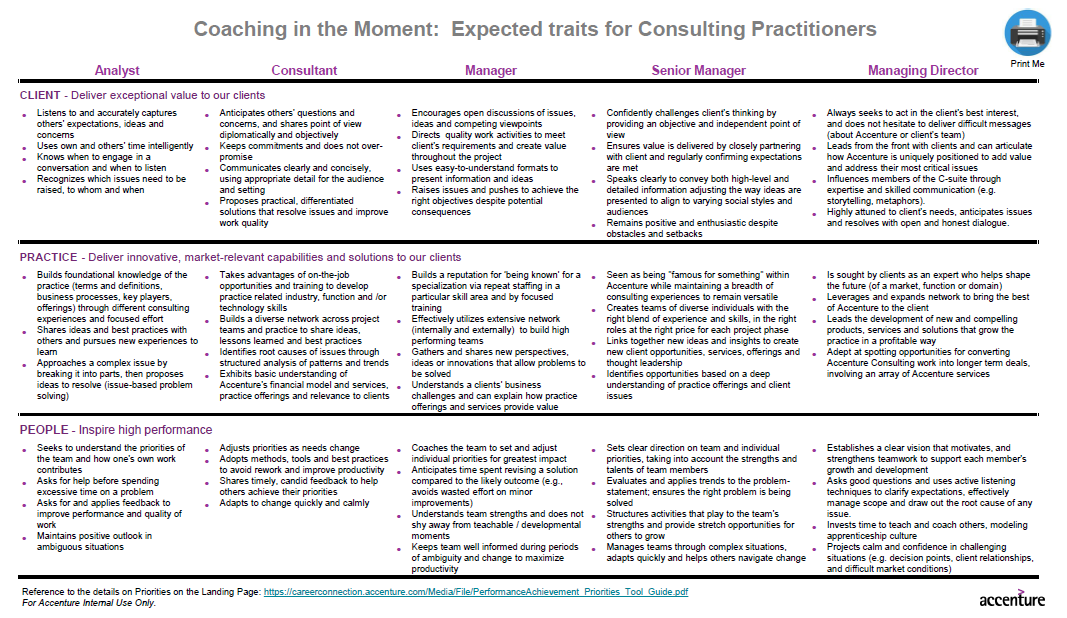 Coaching in the Moment:  Expected traits for Consulting Practitioners
Print Me
Analyst
Consultant
Manager
Senior Manager
Managing Director
CLIENT - Deliver exceptional value to our clients
• Listens to and accurately captures
others' expectations, ideas and
concerns
• Uses own and others' time intelligently
• Knows when to engage in a
conversation and when to listen
• Recognizes which issues need to be
raised, to whom and when
• Anticipates others' questions and
concerns, and shares point of view
diplomatically and objectively
• Keeps commitments and does not over-
promise
• Communicates clearly and concisely,
using appropriate detail for the audience
and setting
• Proposes practical, differentiated
solutions that resolve issues and improve
work quality
• Encourages open discussions of issues,
ideas and competing viewpoints
• Directs  quality work activities to meet
client's requirements and create value
throughout the project
• Uses easy-to-understand formats to
present information and ideas
• Raises issues and pushes to achieve the
right objectives despite potential
consequences
• Confidently challenges client's thinking by
providing an objective and independent point of
view
• Ensures value is delivered by closely partnering
with client and regularly confirming expectations
are met
• Speaks clearly to convey both high-level and
detailed information adjusting the way ideas are
presented to align to varying social styles and
audiences
• Remains positive and enthusiastic despite
obstacles and setbacks
• Always seeks to act in the client's best interest,
and does not hesitate to deliver difficult messages
(about Accenture or client's team)
• Leads from the front with clients and can articulate
how Accenture is uniquely positioned to add value
and address their most critical issues
• Influences members of the C-suite through
expertise and skilled communication (e.g.
storytelling, metaphors).
• Highly attuned to client's needs, anticipates issues
and resolves with open and honest dialogue.
PRACTICE - Deliver innovative, market-relevant capabilities and solutions to our clients
• Builds foundational knowledge of the
practice (terms and definitions,
business processes, key players,
offerings) through different consulting
experiences and focused effort
• Shares ideas and best practices with
others and pursues new experiences to
learn
• Approaches a complex issue by
breaking it into parts, then proposes
ideas to resolve (issue-based problem
solving)
• Takes advantages of on-the-job
opportunities and training to develop
practice related industry, function and /or
technology skills
• Builds a diverse network across project
teams and practice to share ideas,
lessons learned and best practices
• Identifies root causes of issues through
structured analysis of patterns and trends
• Exhibits basic understanding of
Accenture's financial model and services,
practice offerings and relevance to clients
• Builds a reputation for 'being known' for a
specialization via repeat staffing in a
particular skill area and by focused
training
• Effectively utilizes extensive network
(internally and externally)  to build high
performing teams
• Gathers and shares new perspectives,
ideas or innovations that allow problems to
be solved
• Understands a clients' business
challenges and can explain how practice
offerings and services provide value
• Seen as being "famous for something" within
Accenture while maintaining a breadth of
consulting experiences to remain versatile
• Creates teams of diverse individuals with the
right blend of experience and skills, in the right
roles at the right price for each project phase
• Links together new ideas and insights to create
new client opportunities, services, offerings and
thought leadership
• Identifies opportunities based on a deep
understanding of practice offerings and client
issues
• Is sought by clients as an expert who helps shape
the future (of a market, function or domain)
• Leverages and expands network to bring the best
of Accenture to the client
• Leads the development of new and compelling
products, services and solutions that grow the
practice in a profitable way
• Adept at spotting opportunities for converting
Accenture Consulting work into longer term deals,
involving an array of Accenture services
PEOPLE - Inspire high performance
• Seeks to understand the priorities of
the team and how one's own work
contributes
• Asks for help before spending
excessive time on a problem
• Asks for and applies feedback to
improve performance and quality of
work
• Maintains positive outlook in
ambiguous situations
• Adjusts priorities as needs change
• Adopts methods, tools and best practices
to avoid rework and improve productivity
• Shares timely, candid feedback to help
others achieve their priorities
• Adapts to change quickly and calmly
• Coaches the team to set and adjust
individual priorities for greatest impact
• Anticipates time spent revising a solution
compared to the likely outcome (e.g.,
avoids wasted effort on minor
improvements)
• Understands team strengths and does not
shy away from teachable / developmental
moments
• Keeps team well informed during periods
of ambiguity and change to maximize
productivity
• Sets clear direction on team and individual
priorities, taking into account the strengths and
talents of team members
• Evaluates and applies trends to the problem-
statement; ensures the right problem is being
solved
• Structures activities that play to the team's
strengths and provide stretch opportunities for
others to grow
• Manages teams through complex situations,
adapts quickly and helps others navigate change
• Establishes a clear vision that motivates, and
strengthens teamwork to support each member's
growth and development
• Asks good questions and uses active listening
techniques to clarify expectations, effectively
manage scope and draw out the root cause of any
issue.
• Invests time to teach and coach others, modeling
apprenticeship culture
• Projects calm and confidence in challenging
situations (e.g. decision points, client relationships,
and difficult market conditions)
Reference to the details on Priorities on the Landing Page: https://careerconnection.accenture.com/Media/File/PerformanceAchievement_Priorities_Tool_Guide.pdf
For Accenture Internal Use Only.
accenture